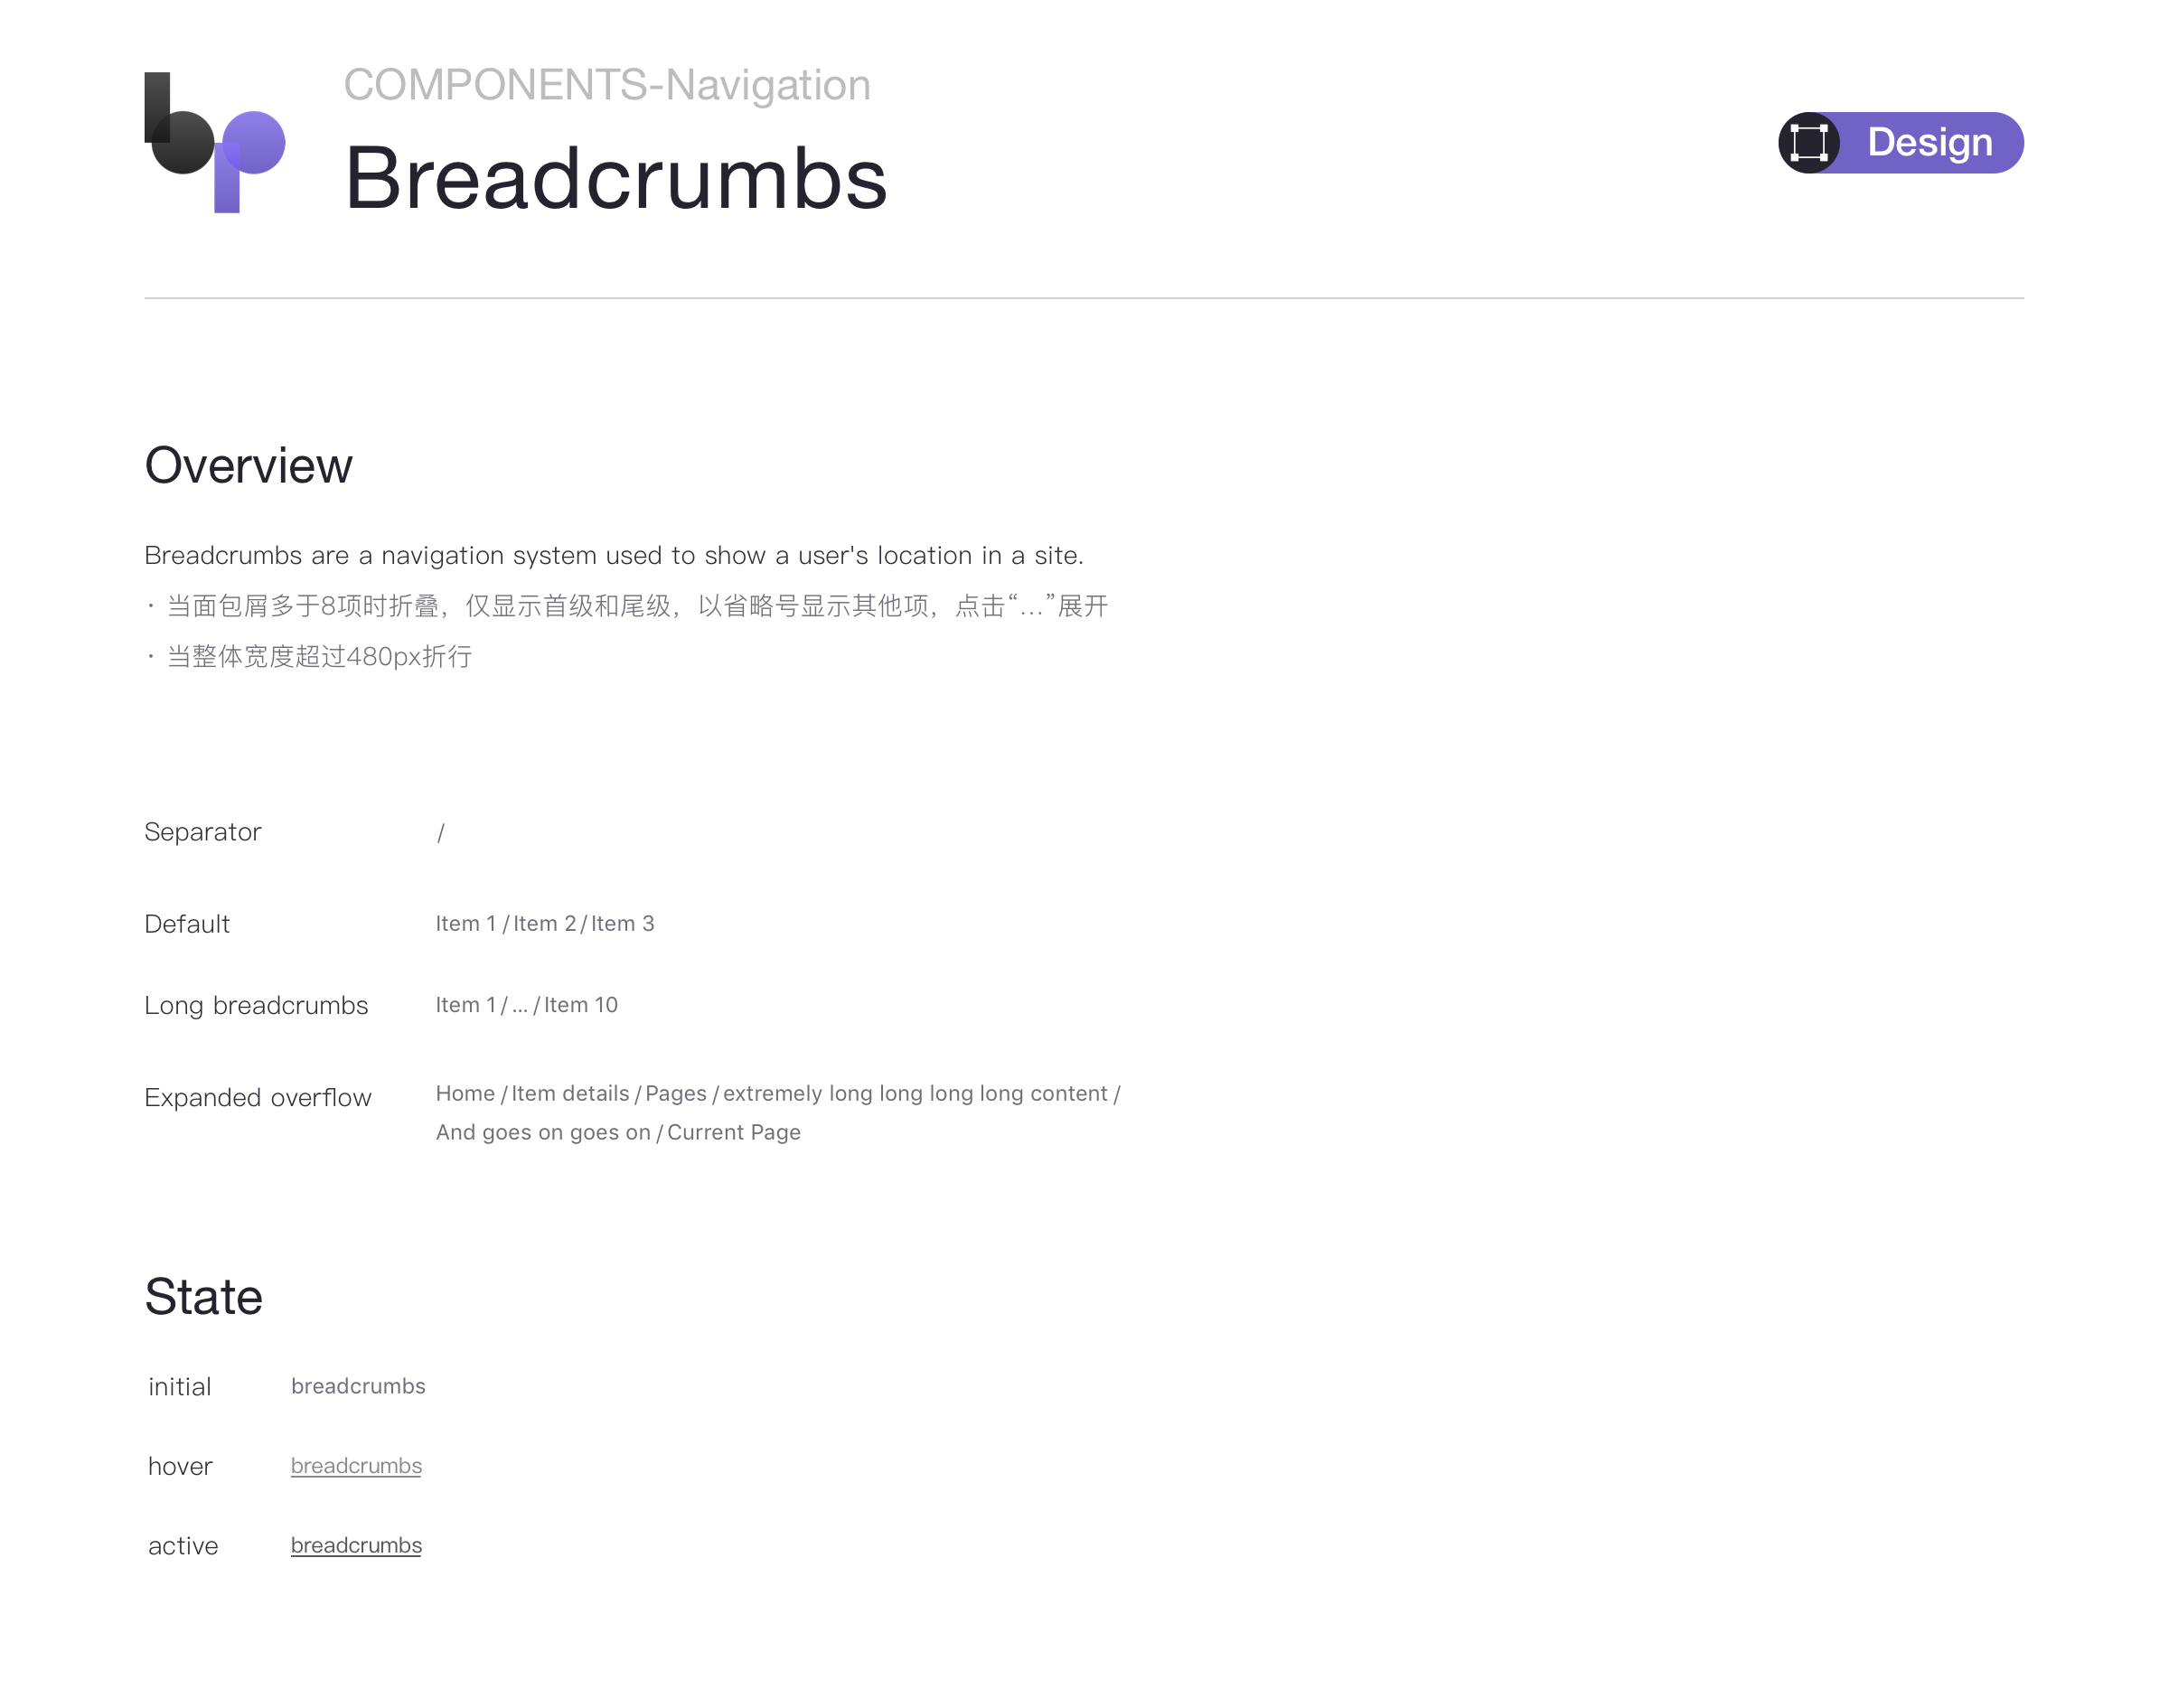 COMPONENTS-Navigation
Breadcrumbs
Design
Overview
Breadcrumbs are a navigation system used to show a user's location in a site.
· 当面包屑多于8项时折叠，仅显示首级和尾级，以省略号显示其他项，点击“…”展开
· 当整体宽度超过480px折行
Separator /
Default Item 1 / Item 2 / Item 3
Long breadcrumbs Item 1 / ... / Item 10
Expanded overflow Home / Item details / Pages / extremely long long long long content /
And goes on goes on / Current Page
State
initial breadcrumbs
hover breadcrumbs
active breadcrumbs